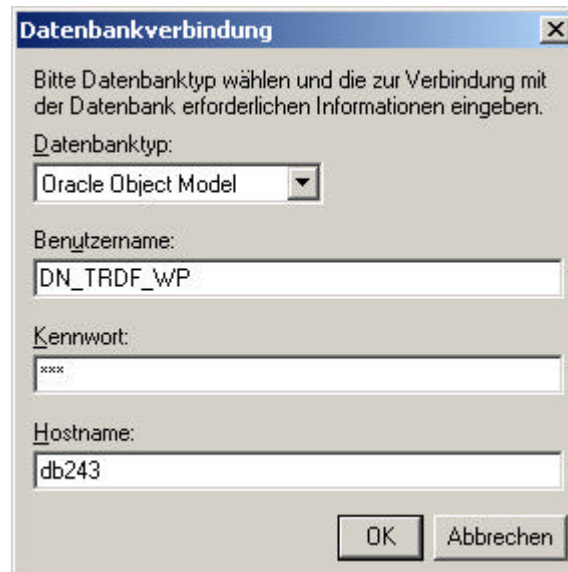 Datenbankverbindung
Bitte Datenbanktyp wählen und die zur Verbindung mit
der Datenbank erforderlichen Informationen eingeben.
Datenbanktyp:
Oracle Object Model
Benutzername:
DN_TRDF_WP
Kennwort:
***
Hostname:
db243
OK Abbrechen